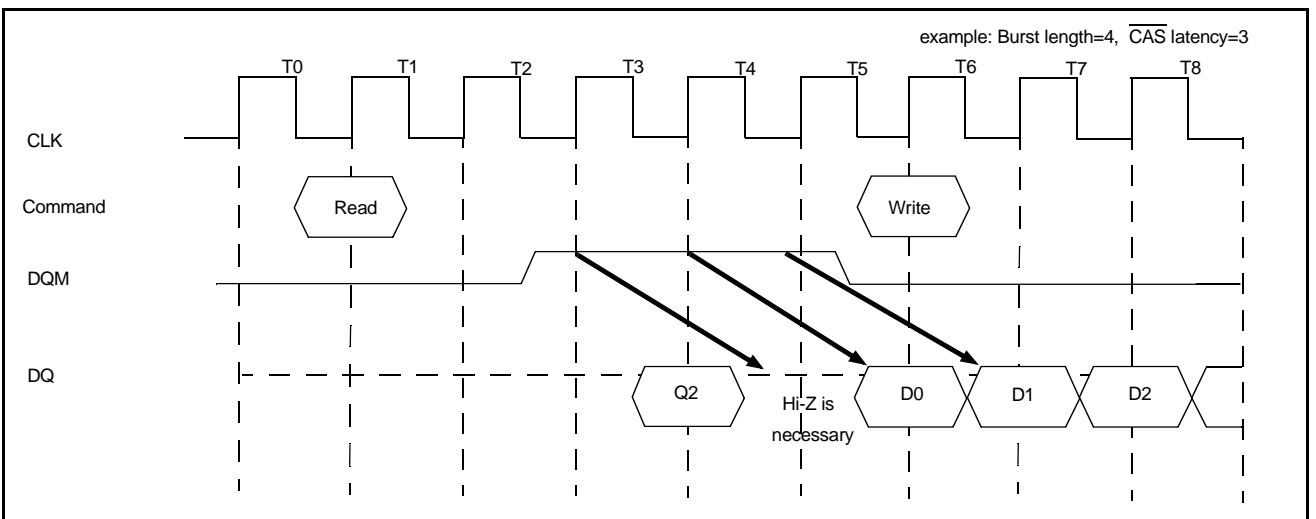 example: Burst length=4, CAS latency=3
T0 T1 T2 T3 T4 T5 T6 T7 T8
CLK
Command Read Write
DQM
DQ Q2 D0 D1 D2
Hi-Z is
necessary